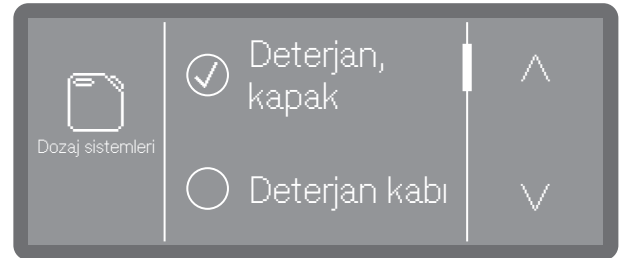 Dozaj sistemleri
Deterjan,
kapak
Deterjan kabı